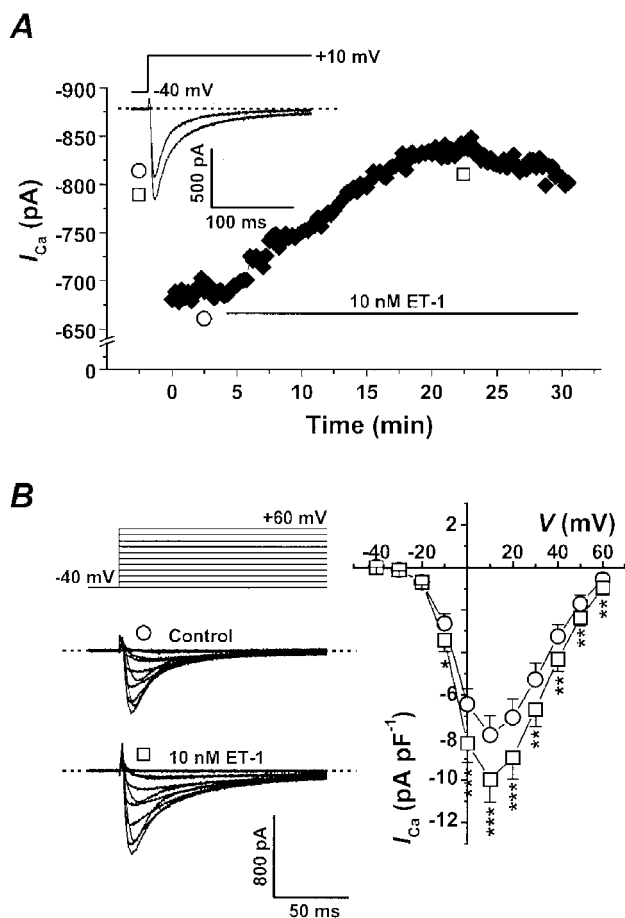 A
+10 mV
-40 mV
-900
-850
-800
-750
-700
-650
0
I_Ca (pA)
500 pA
100 ms
10 nM ET-1
0 5 10 15 20 25 30
Time (min)
B
+60 mV
-40 mV
Control
10 nM ET-1
800 pA
50 ms
2
V (mV)
-40 -20 20 40 60
-6
-8
-10
-12
I_Ca (pA pF⁻¹)
*
***
***
***
**
**
**
**